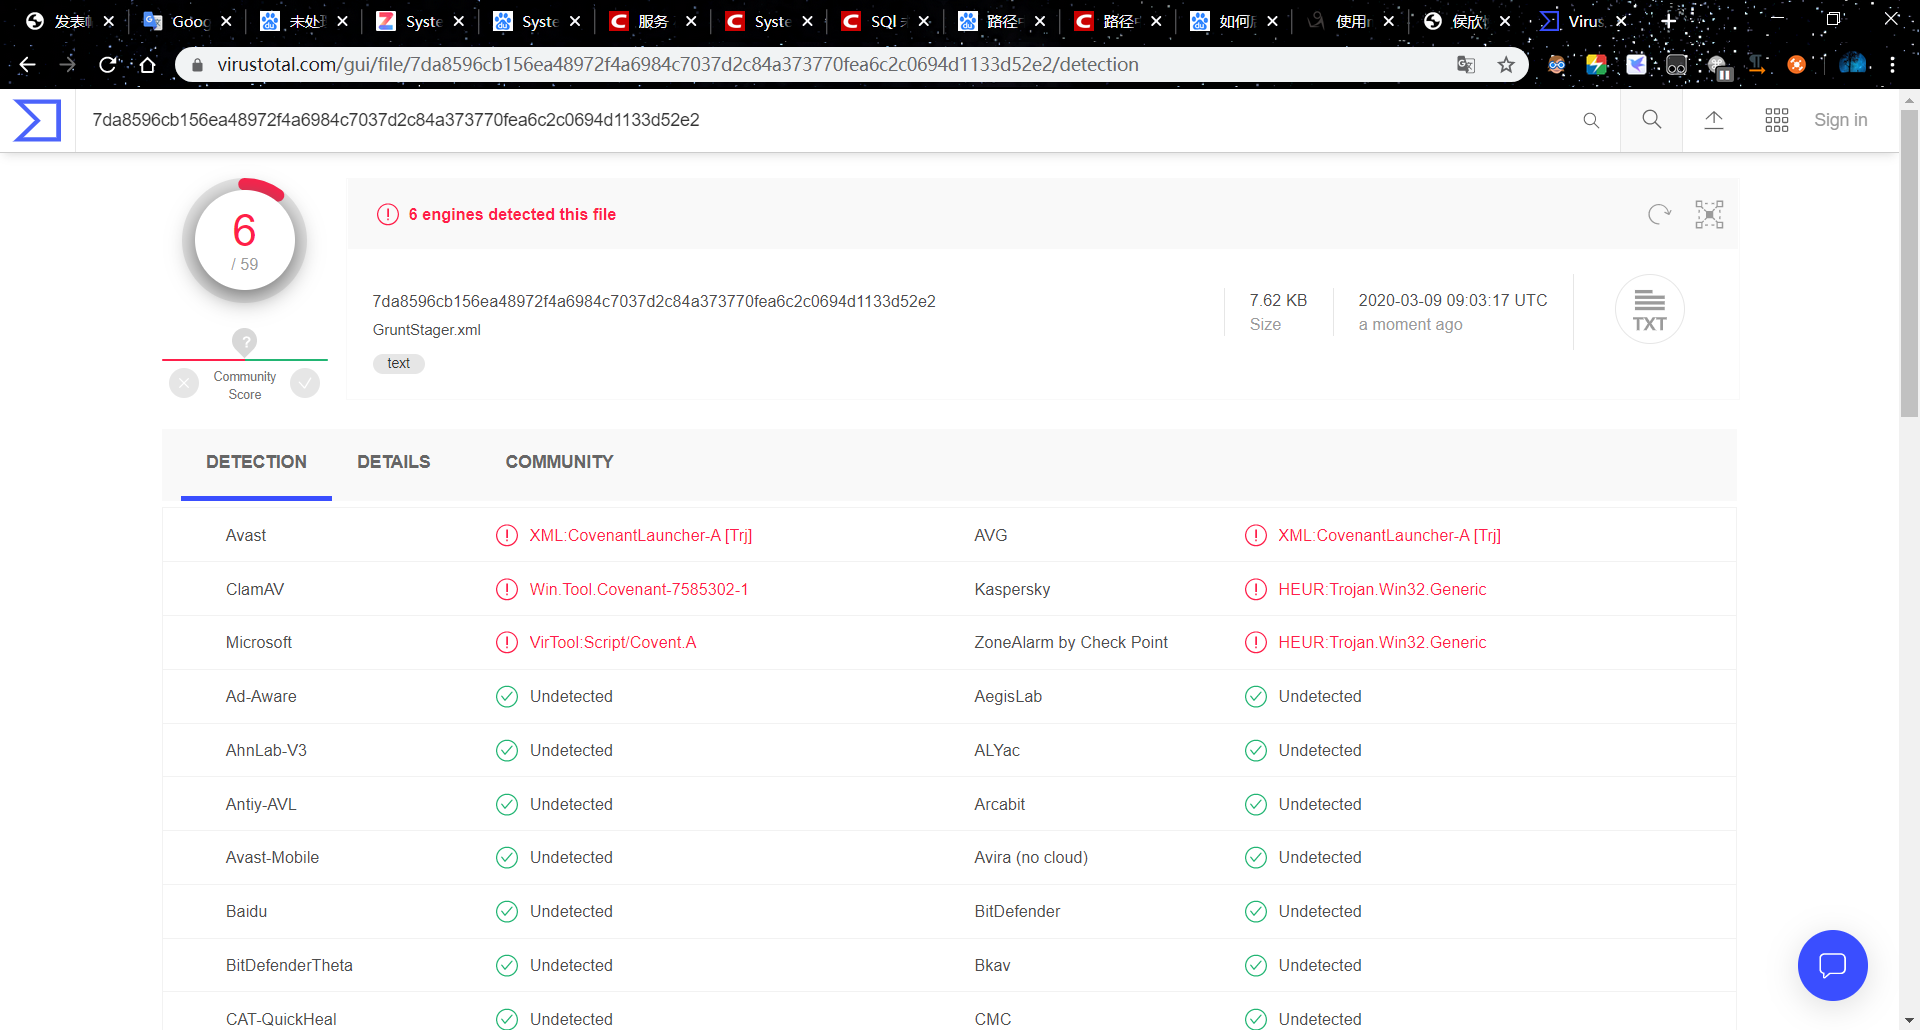 发表帖
Goog
未处理
Syste
Syste
服务
Syste
SQl
路径
路径
如何
使用
侯欣
Virus
virustotal.com/gui/file/7da8596cb156ea48972f4a6984c7037d2c84a373770fea6c2c0694d1133d52e2/detection
7da8596cb156ea48972f4a6984c7037d2c84a373770fea6c2c0694d1133d52e2
Sign in
6
/ 59
6 engines detected this file
7da8596cb156ea48972f4a6984c7037d2c84a373770fea6c2c0694d1133d52e2
GruntStager.xml
text
7.62 KB
Size
2020-03-09 09:03:17 UTC
a moment ago
TXT
?
Community
Score
DETECTION
DETAILS
COMMUNITY
Avast
XML:CovenantLauncher-A [Trj]
AVG
XML:CovenantLauncher-A [Trj]
ClamAV
Win.Tool.Covenant-7585302-1
Kaspersky
HEUR:Trojan.Win32.Generic
Microsoft
VirTool:Script/Covent.A
ZoneAlarm by Check Point
HEUR:Trojan.Win32.Generic
Ad-Aware
Undetected
AegisLab
Undetected
AhnLab-V3
Undetected
ALYac
Undetected
Antiy-AVL
Undetected
Arcabit
Undetected
Avast-Mobile
Undetected
Avira (no cloud)
Undetected
Baidu
Undetected
BitDefender
Undetected
BitDefenderTheta
Undetected
Bkav
Undetected
CAT-QuickHeal
Undetected
CMC
Undetected